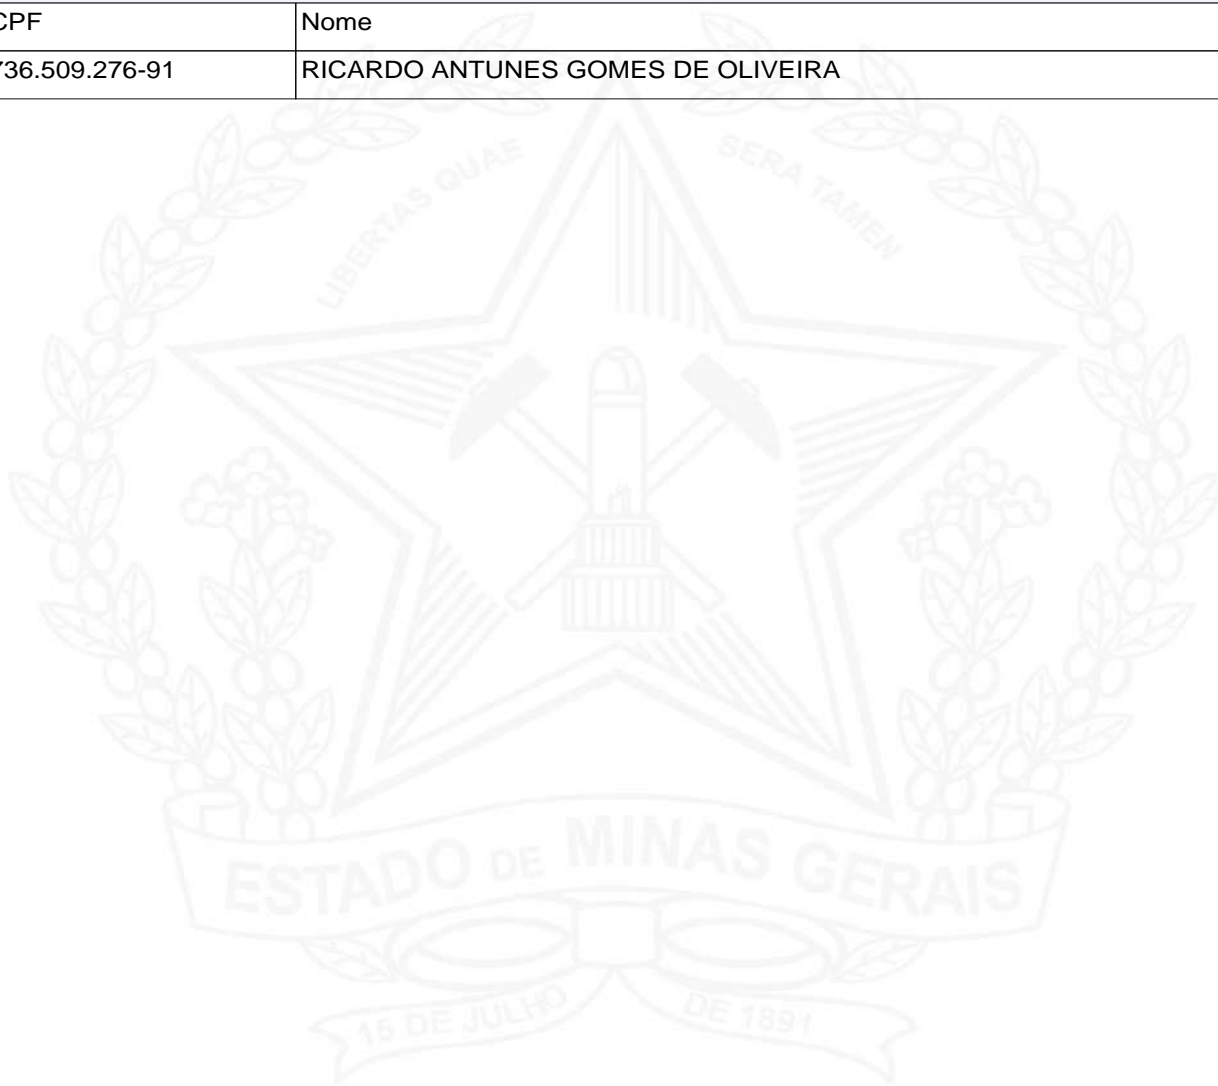 CPF Nome
736.509.276-91 RICARDO ANTUNES GOMES DE OLIVEIRA
LIBERTAS QUAE SERA TAMEN
ESTADO DE MINAS GERAIS
15 DE JULHO DE 1891